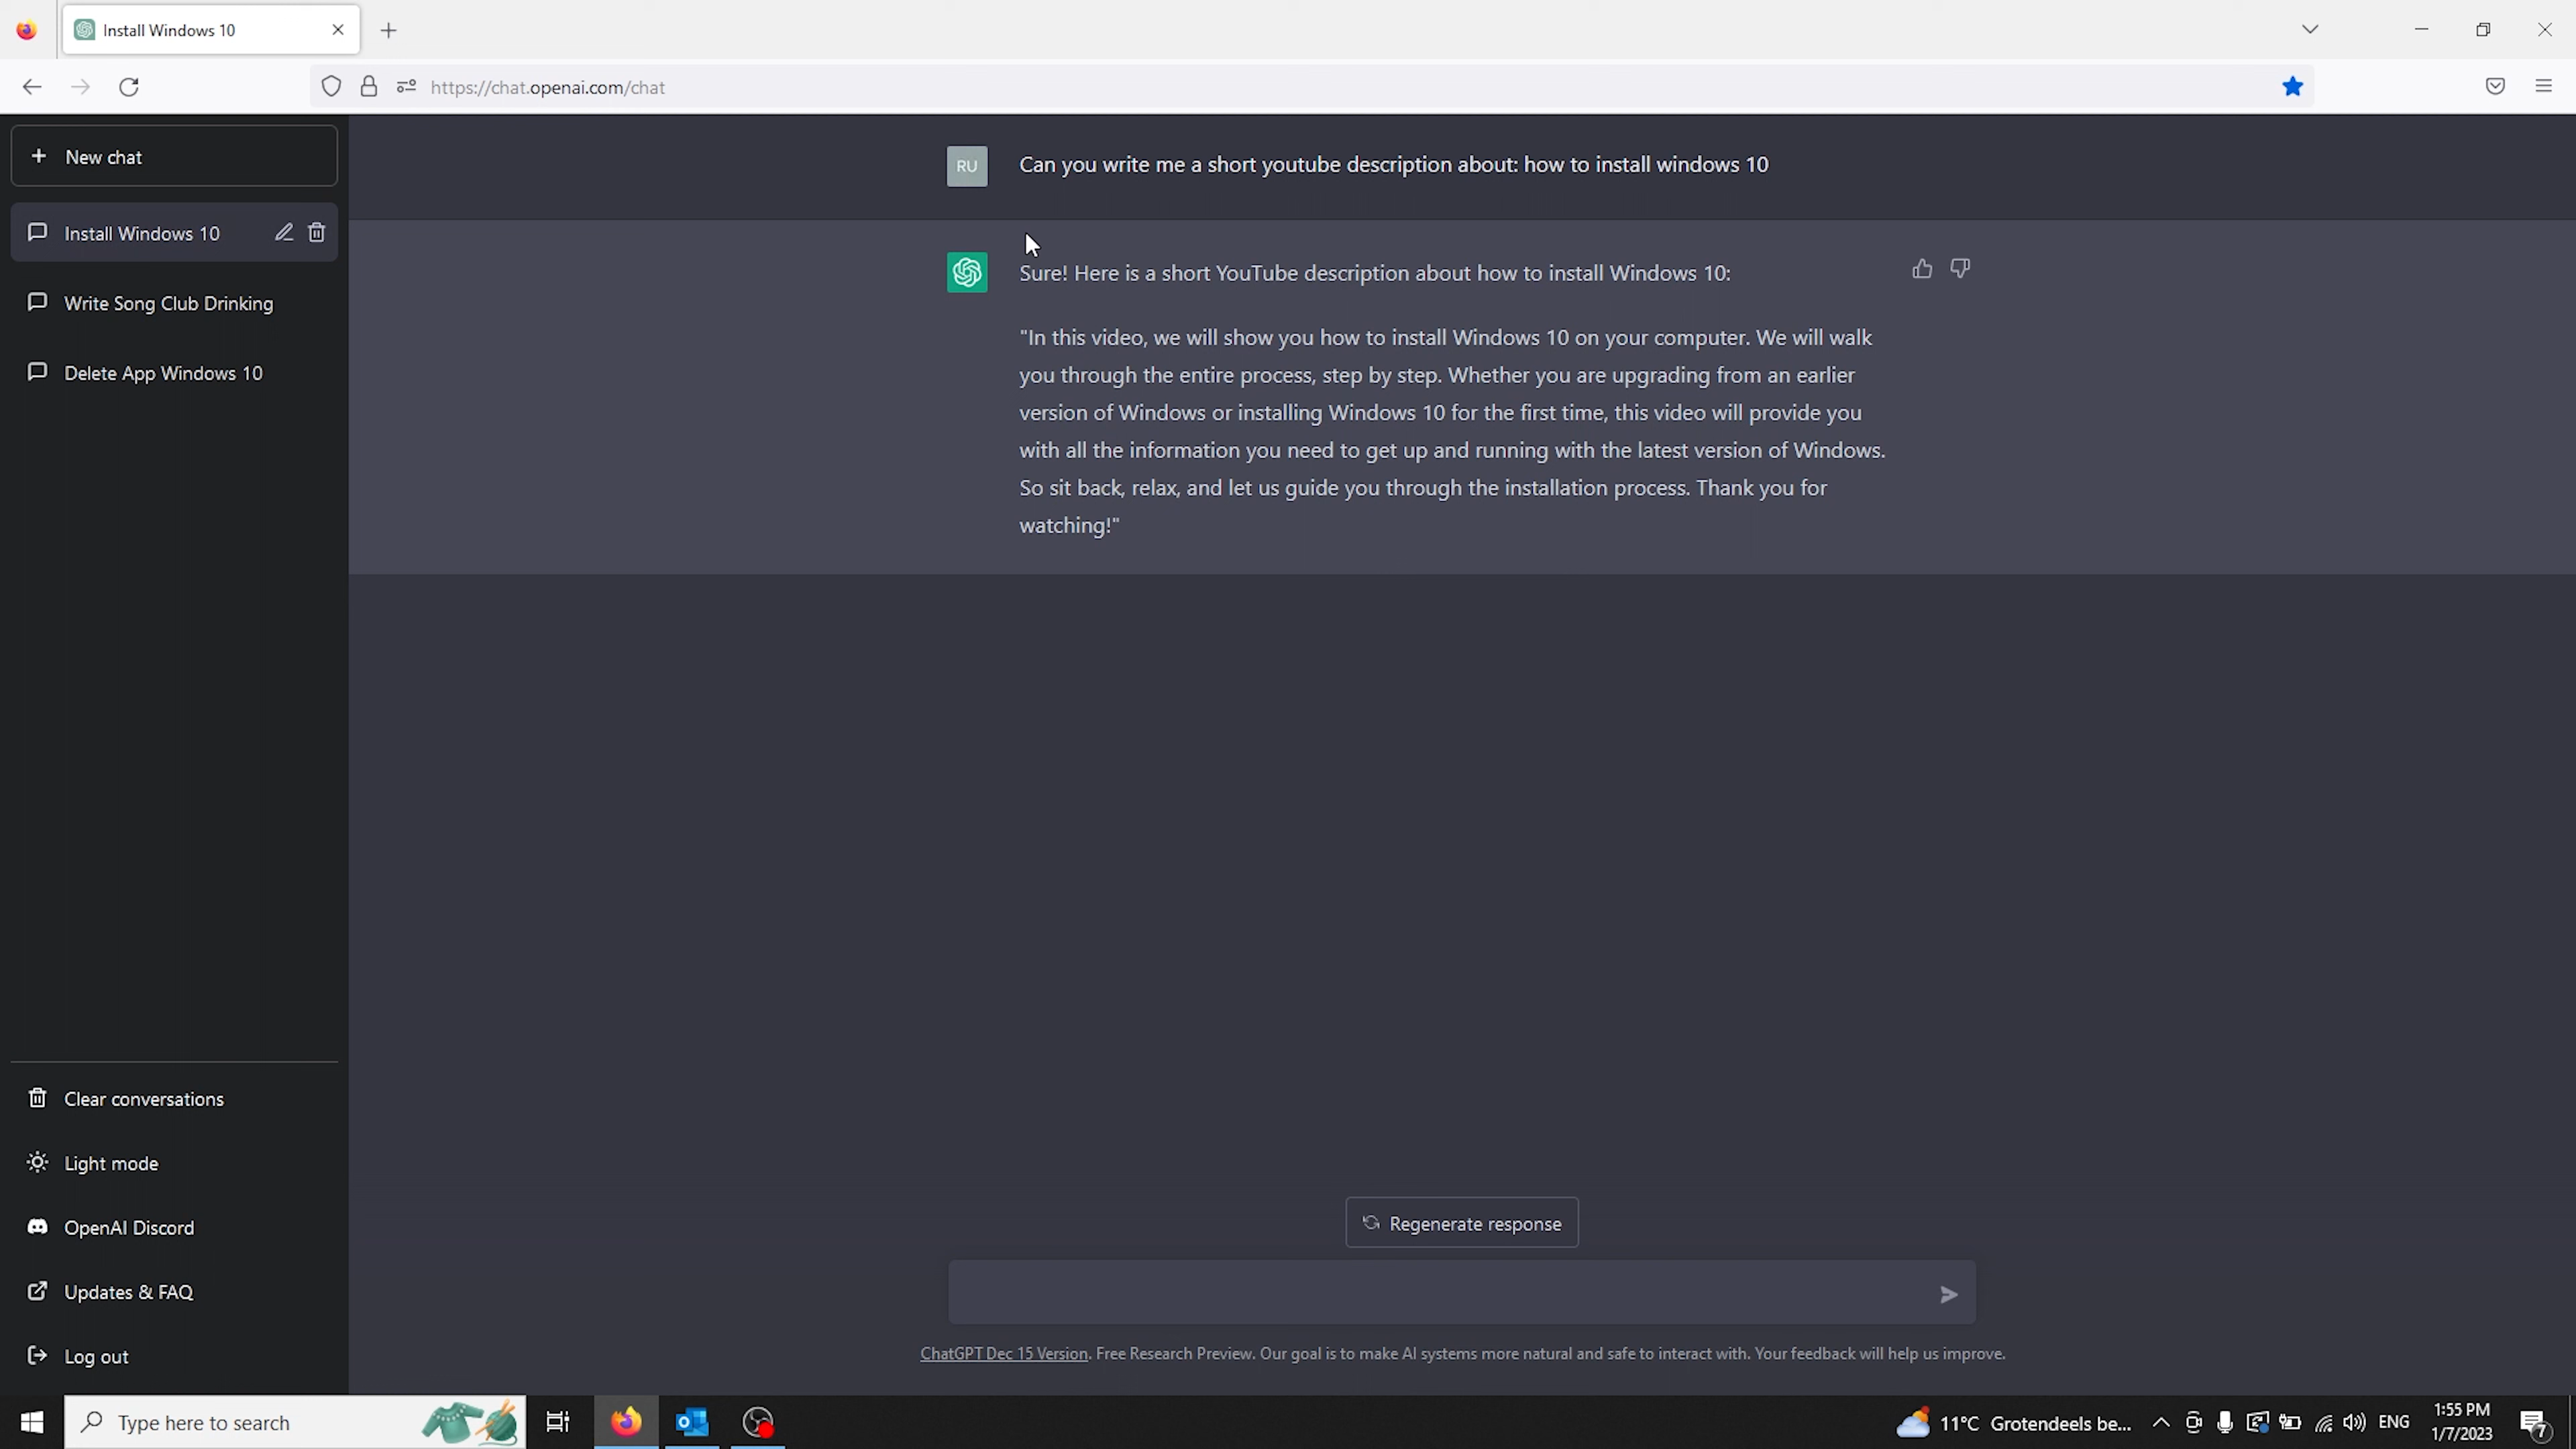 Install Windows 10
https://chat.openai.com/chat
New chat
Install Windows 10
Write Song Club Drinking
Delete App Windows 10
RU
Can you write me a short youtube description about: how to install windows 10
Sure! Here is a short YouTube description about how to install Windows 10:
"In this video, we will show you how to install Windows 10 on your computer. We will walk
you through the entire process, step by step. Whether you are upgrading from an earlier
version of Windows or installing Windows 10 for the first time, this video will provide you
with all the information you need to get up and running with the latest version of Windows.
So sit back, relax, and let us guide you through the installation process. Thank you for
watching!"
Clear conversations
Light mode
OpenAI Discord
Updates & FAQ
Log out
Regenerate response
ChatGPT Dec 15 Version. Free Research Preview. Our goal is to make AI systems more natural and safe to interact with. Your feedback will help us improve.
Type here to search
11°C Grotendeels be...
ENG
1:55 PM
1/7/2023
7